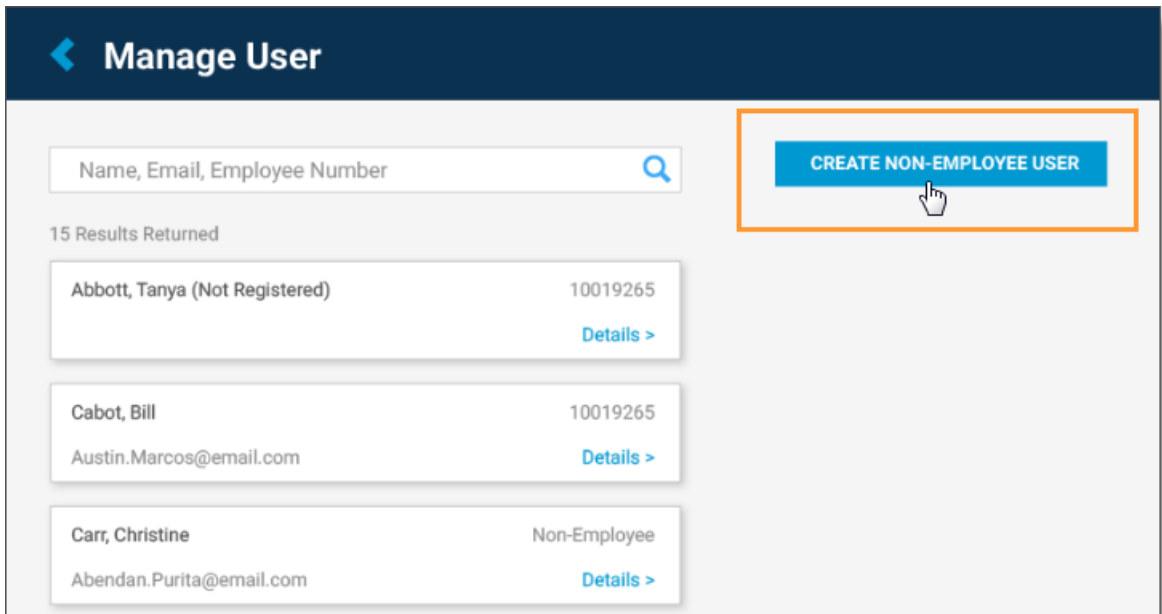 Manage User
Name, Email, Employee Number
CREATE NON-EMPLOYEE USER
15 Results Returned
Abbott, Tanya (Not Registered) 10019265
Details >
Cabot, Bill 10019265
Austin.Marcos@email.com Details >
Carr, Christine Non-Employee
Abendan.Purita@email.com Details >